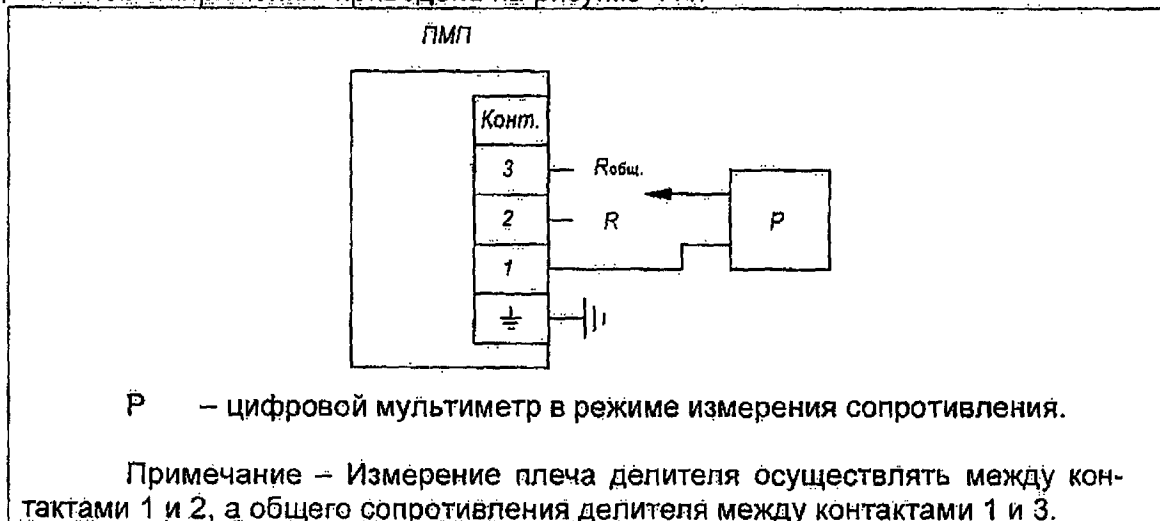 ПМП
Конт.
3 Rобщ.
2 R P
1
P – цифровой мультиметр в режиме измерения сопротивления.
Примечание – Измерение плеча делителя осуществлять между кон-
тактами 1 и 2, а общего сопротивления делителя между контактами 1 и 3.